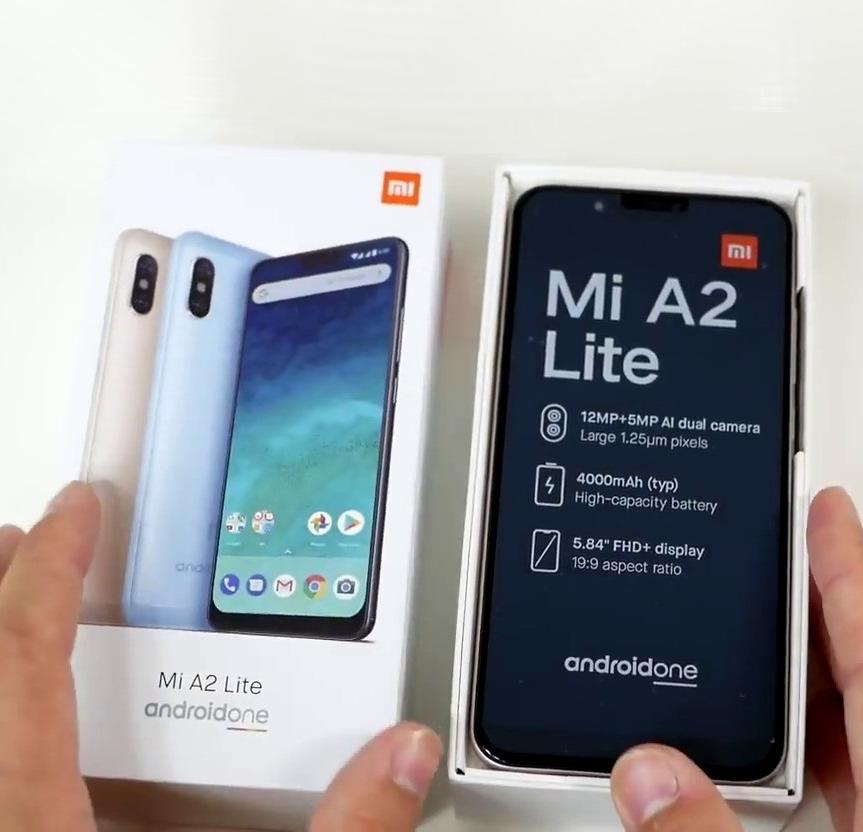 mi
andr
Mi A2 Lite
androidone
mi
Mi A2
Lite
12MP+5MP AI dual camera
Large 1.25μm pixels
4000mAh (typ)
High-capacity battery
5.84" FHD+ display
19:9 aspect ratio
androidone